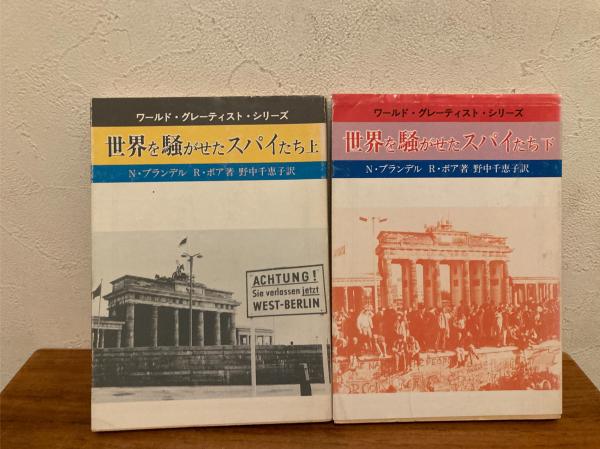 ワールド・グレーティスト・シリーズ
世界を騒がせたスパイたち上
N・ブランデル R・ボア著 野中千恵子訳
ACHTUNG!
Sie verlassen jetzt
WEST-BERLIN
ワールド・グレーティスト・シリーズ
世界を騒がせたスパイたち下
N・ブランデル R・ボア著 野中千恵子訳